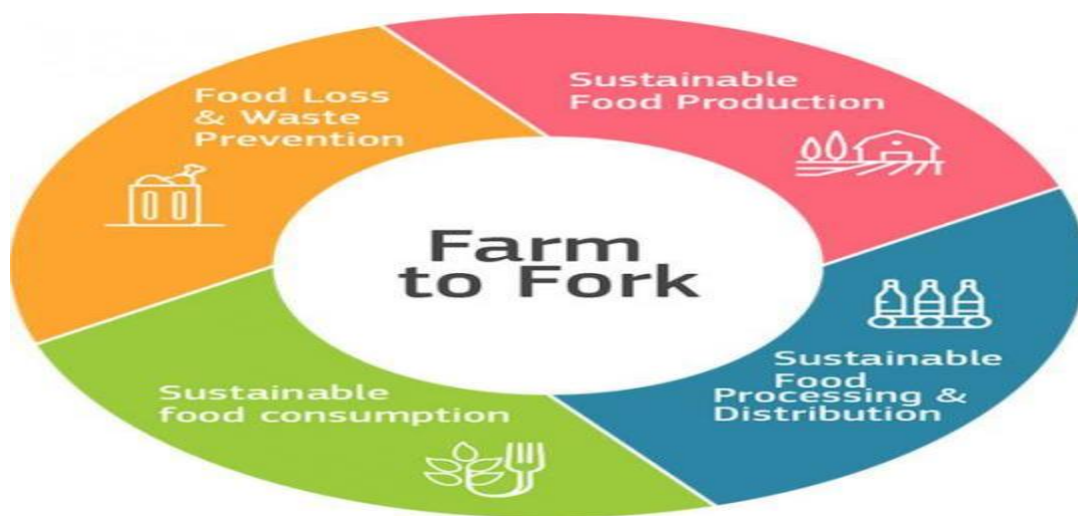 Food Loss
& Waste
Prevention
Sustainable
Food Production
Farm
to Fork
Sustainable
Food
Processing &
Distribution
Sustainable
food consumption